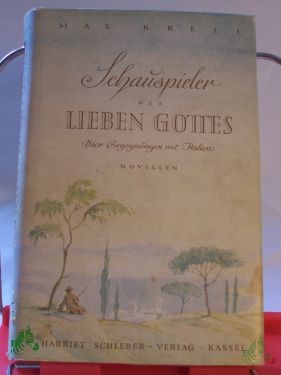 MAX KRELL
Schauspieler
DES
LIEBEN GOTTES
Vier Begegnungen mit Italien
NOVELLEN
HARRIET SCHLEBER - VERLAG - KASSEL